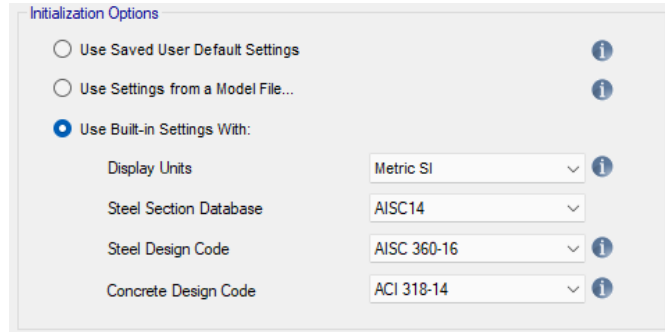 Initialization Options
Use Saved User Default Settings
Use Settings from a Model File...
Use Built-in Settings With:
Display Units Metric SI
Steel Section Database AISC14
Steel Design Code AISC 360-16
Concrete Design Code ACI 318-14